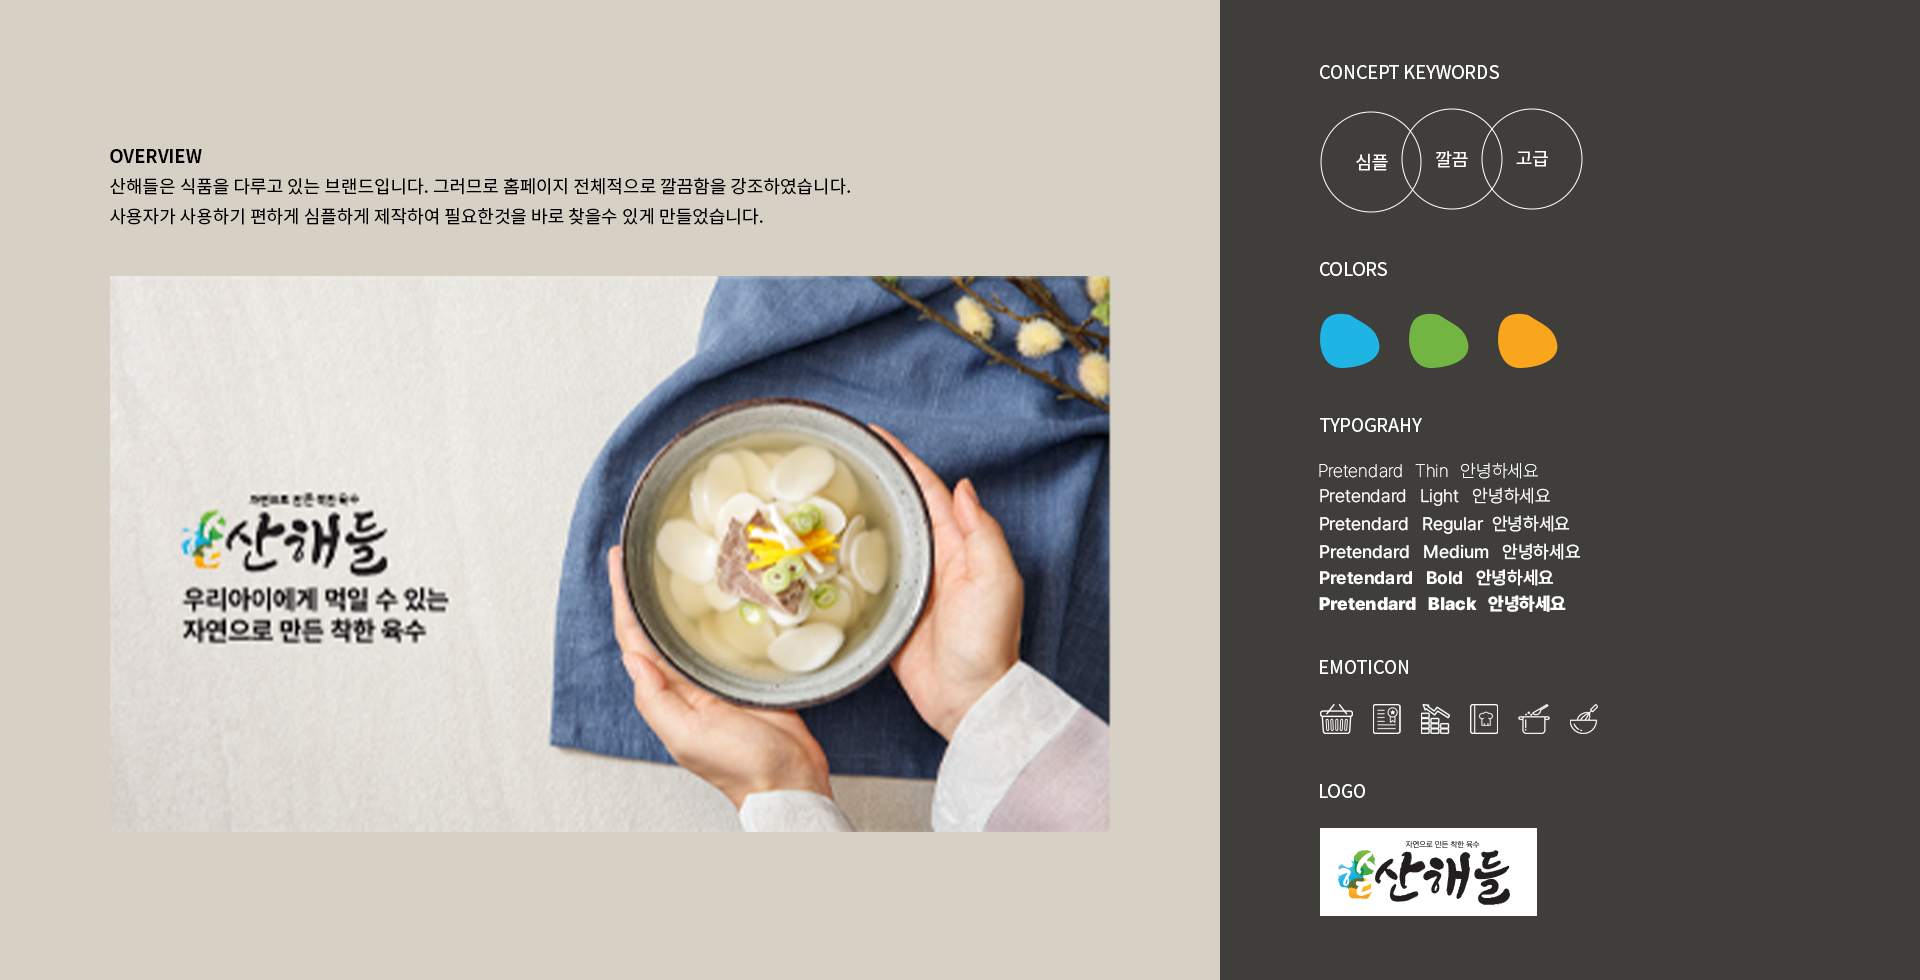 OVERVIEW
산해들은 식품을 다루고 있는 브랜드입니다. 그러므로 홈페이지 전체적으로 깔끔함을 강조하였습니다.
사용자가 사용하기 편하게 심플하게 제작하여 필요한것을 바로 찾을수 있게 만들었습니다.
자연으로 만든 착한 육수
산해들
우리아이에게 먹일 수 있는
자연으로 만든 착한 육수
CONCEPT KEYWORDS
심플 깔끔 고급
COLORS
TYPOGRAHY
Pretendard Thin 안녕하세요
Pretendard Light 안녕하세요
Pretendard Regular 안녕하세요
Pretendard Medium 안녕하세요
Pretendard Bold 안녕하세요
Pretendard Black 안녕하세요
EMOTICON
LOGO
자연으로 만든 착한 육수
산해들